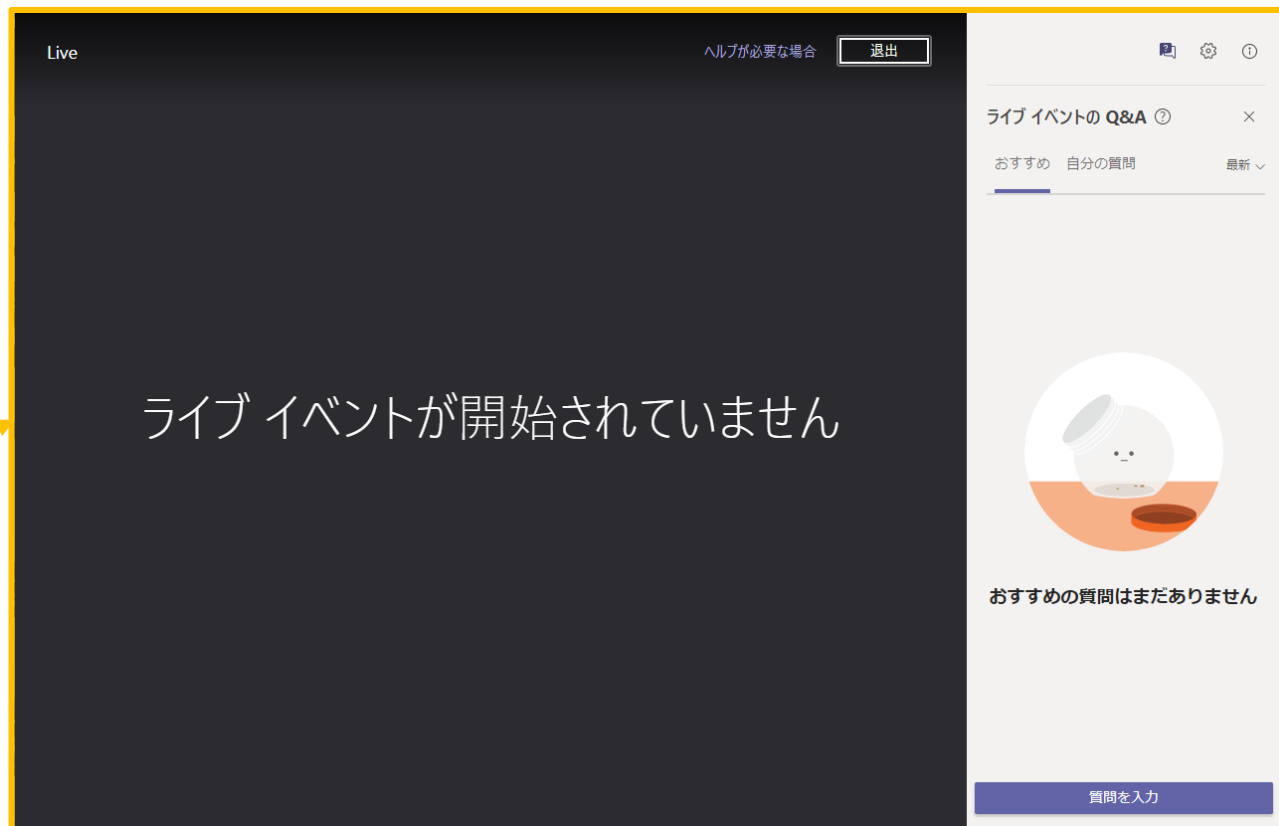 Live
ヘルプが必要な場合
退出
ライブ イベントの Q&A
おすすめ 自分の質問 最新
ライブ イベントが開始されていません
おすすめの質問はまだありません
質問を入力